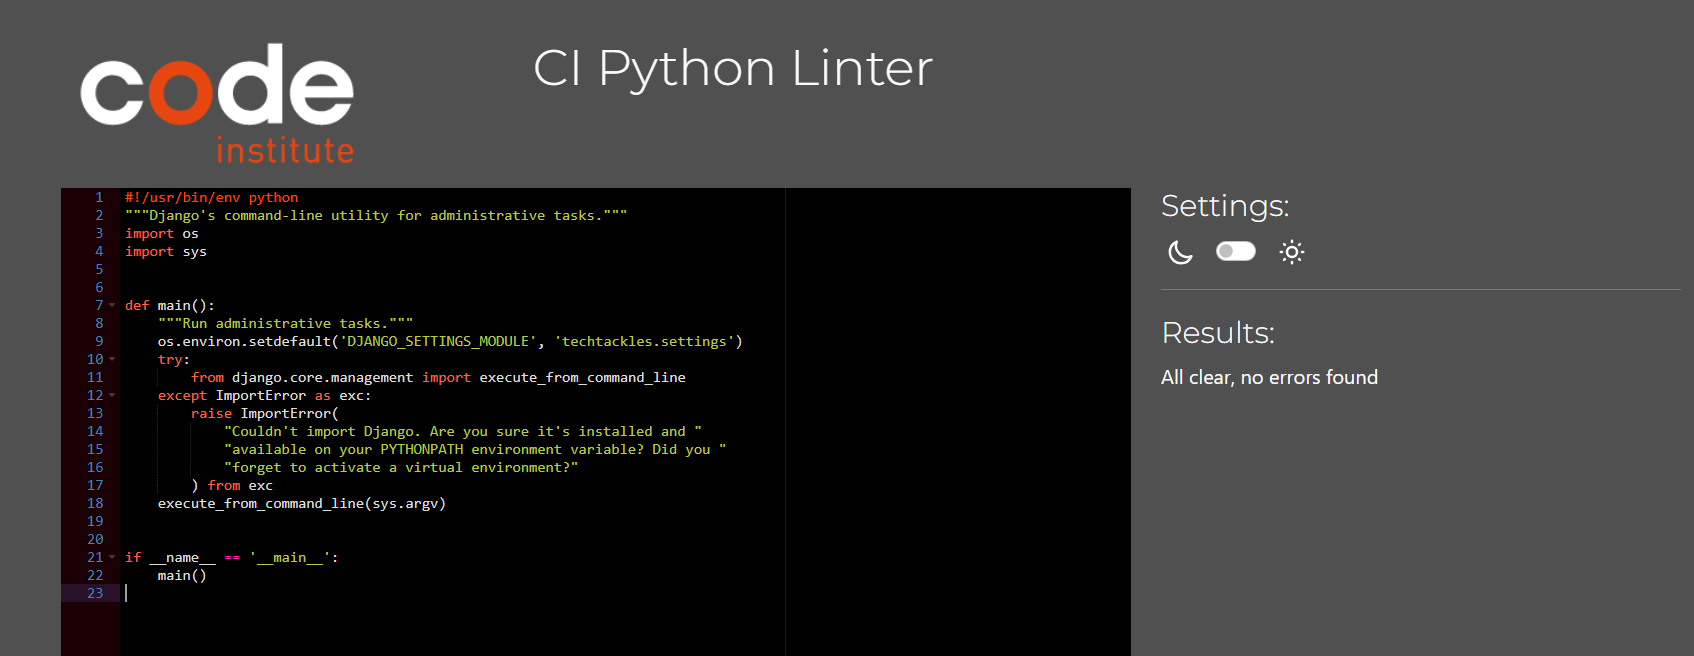 code
institute
CI Python Linter
1 #!/usr/bin/env python
2 """Django's command-line utility for administrative tasks."""
3 import os
4 import sys
5
6
7 def main():
8     """Run administrative tasks."""
9     os.environ.setdefault('DJANGO_SETTINGS_MODULE', 'techtackles.settings')
10     try:
11         from django.core.management import execute_from_command_line
12     except ImportError as exc:
13         raise ImportError(
14             "Couldn't import Django. Are you sure it's installed and "
15             "available on your PYTHONPATH environment variable? Did you "
16             "forget to activate a virtual environment?"
17         ) from exc
18     execute_from_command_line(sys.argv)
19
20
21 if __name__ == '__main__':
22     main()
23
Settings:
Results:
All clear, no errors found